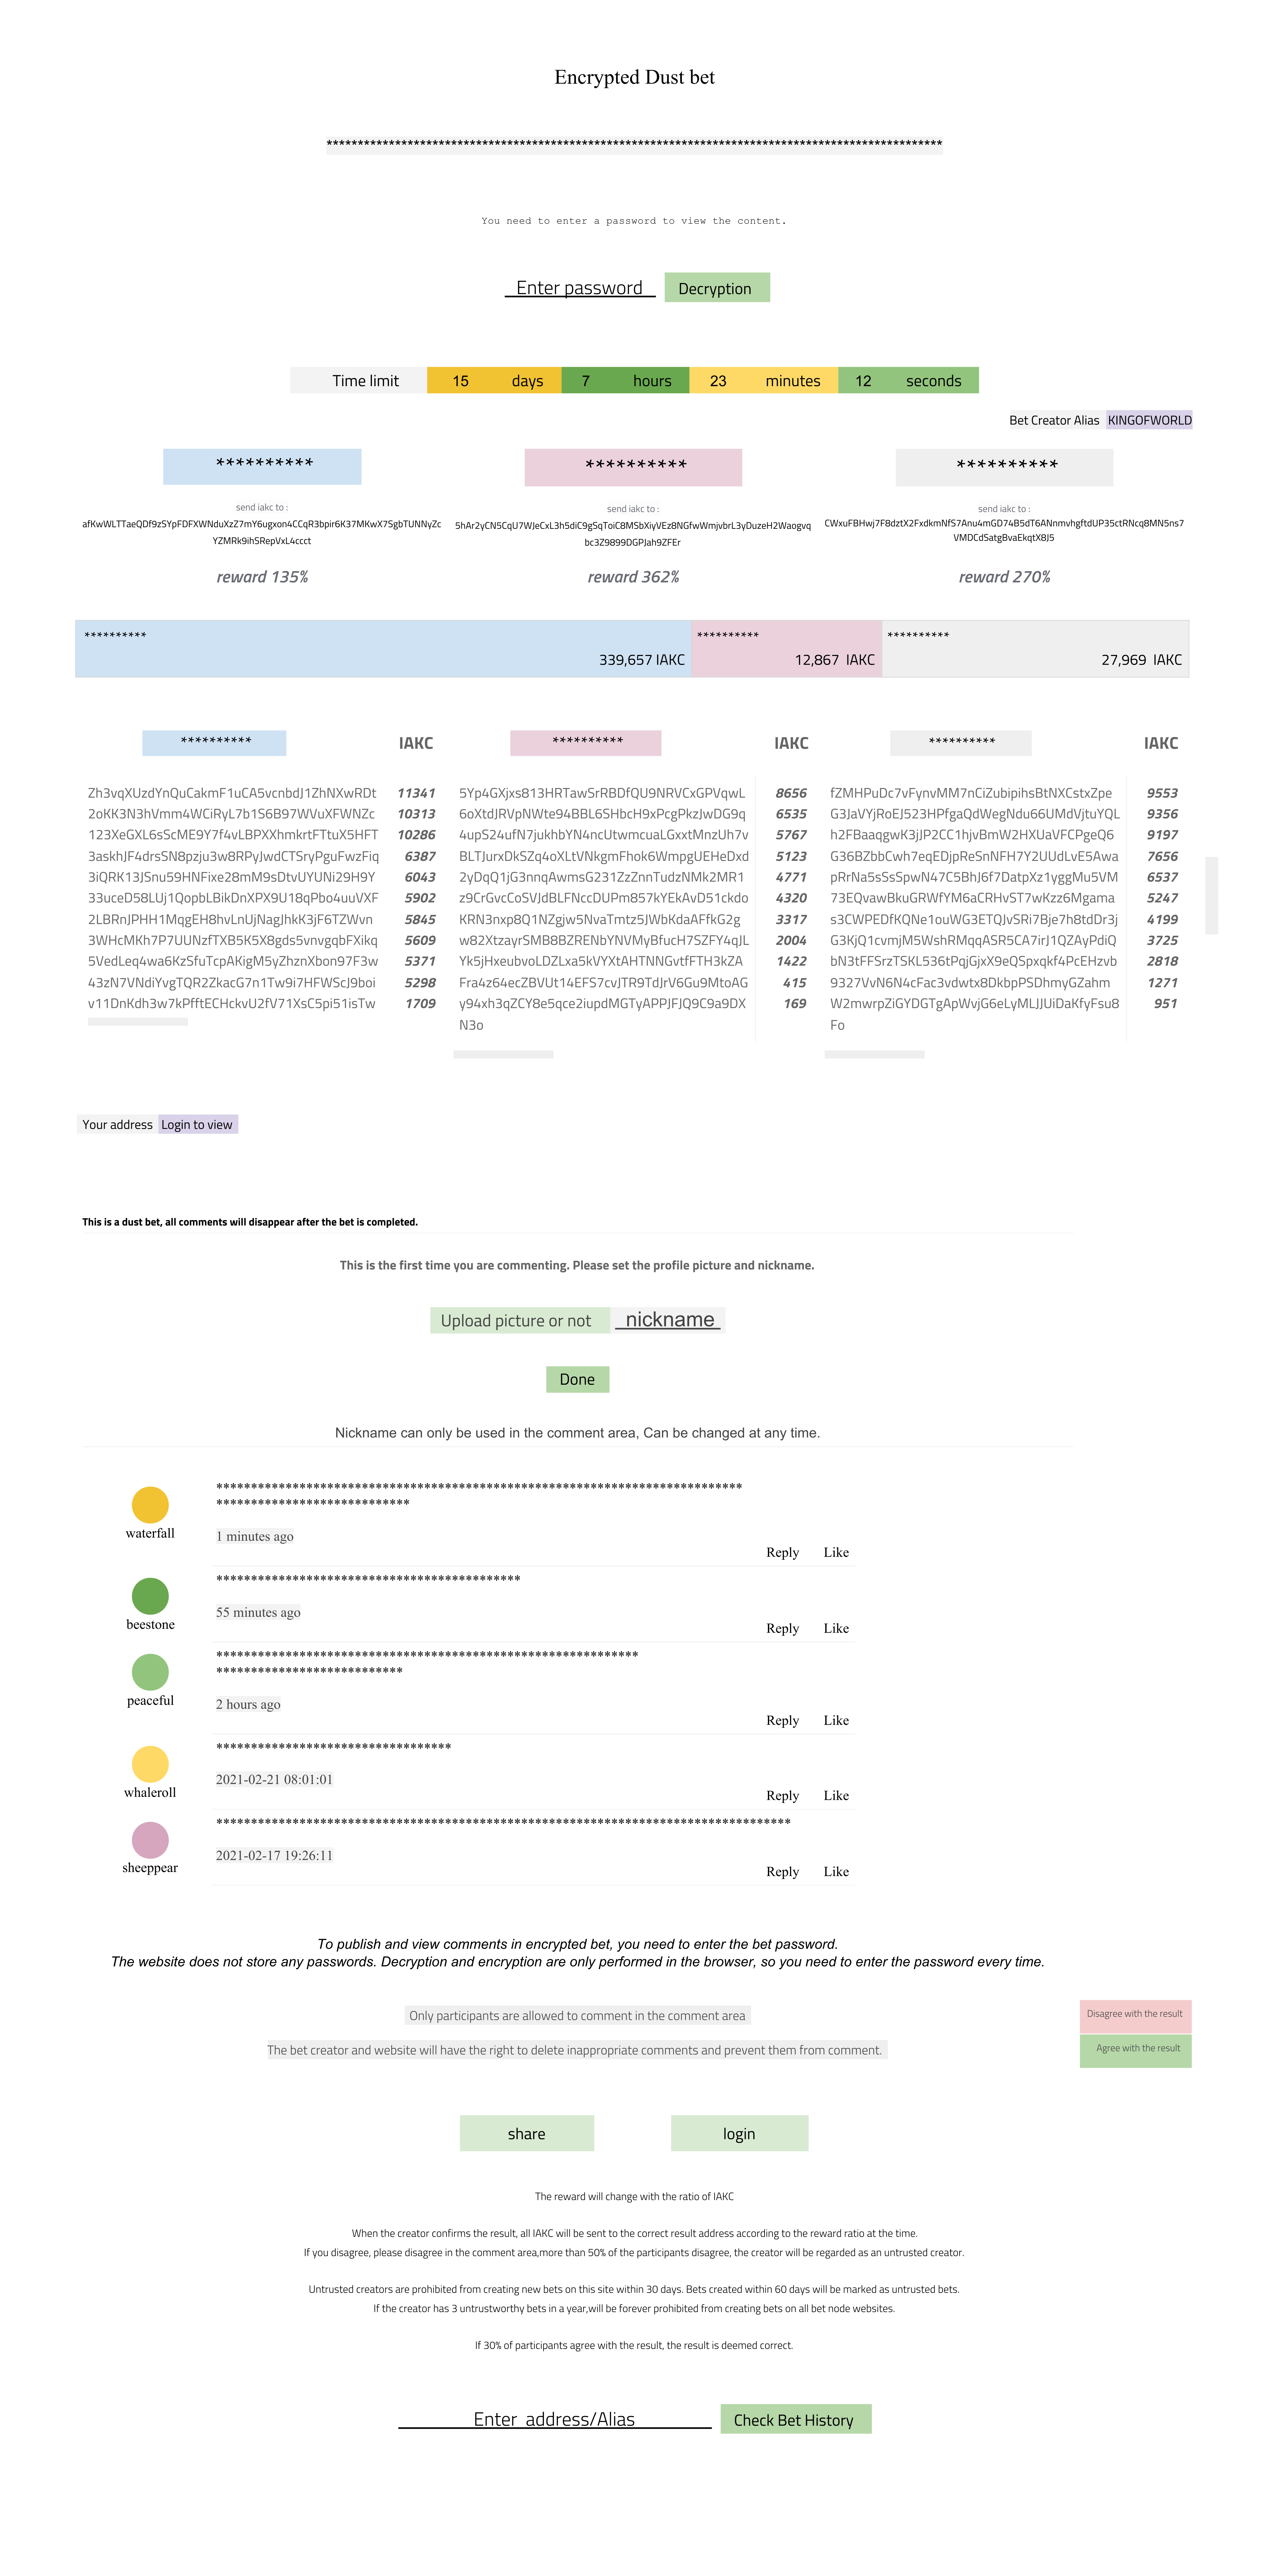 Encrypted Dust bet
****************************************************************************************************
You need to enter a password to view the content.
Enter password Decryption
Time limit 15 days 7 hours 23 minutes 12 seconds
Bet Creator Alias KINGOFWORLD
********** ********** **********
send iakc to : send iakc to : send iakc to :
afKwWLTTaeQDf9zSYpFDFXWNduXzZ7mY6ugxon4CCqR3bpir6K37MKwX7SgbTUNNyZc 5hAr2yCN5CqU7WJeCxL3h5diC9gSqToiC8MSbXiyVEz8NGfwWmjvbrL3yDuzeH2Waogvq CWxuFBHwj7F8dztX2FxdkmNfS7Anu4mGD74B5dT6ANnmvhgftdUP35ctRNcq8MN5ns7
YZMRk9ihSRepVxL4ccct bc3Z9899DGPJah9ZFEr VMDCdSatgBvaEkqtX8J5
reward 135% reward 362% reward 270%
********** ********** **********
339,657 IAKC 12,867 IAKC 27,969 IAKC
********** IAKC ********** IAKC ********** IAKC
Zh3vqXUzdYnQuCakmF1uCA5vcnbdJ1ZhNXwRDt 11341 5Yp4GXjxs813HRTawSrRBDfQU9NRVCxGPVqwL 8656 fZMHPuDc7vFynvMM7nCiZubipihsBtNXCstxZpe 9553
2oKK3N3hVmm4WCiRyL7b1S6B97WVuXFWNZc 10313 6oXtdJRVpNWte94BBL6SHbcH9xPcgPkzJwDG9q 6535 G3JaVYjRoEJ523HPfgaQdWegNdu66UMdVjtuYQL 9356
123XeGXL6sScME9Y7f4vLBPXXhmkrtFTtuX5HFT 10286 4upS24ufN7jukhbYN4ncUtwmcuaLGxxtMnzUh7v 5767 h2FBaaqgwK3jJP2CC1hjvBmW2HXUaVFCPgeQ6 9197
3askhJF4drsSN8pzju3w8RPyJwdCTSryPguFwzFiq 6387 BLTJurxDkSZq4oXLtVNkgmFhok6WmpgUEHeDxd 5123 G36BZbbCwh7eqEDjpReSnNFH7Y2UUdLvE5Awa 7656
3iQRK13JSnu59HNFixe28mM9sDtvUYUNi29H9Y 6043 2yDqQ1jG3nnqAwmsG231ZzZnnTudzNMk2MR1 4771 pRrNa5sSsSpwN47C5BhJ6f7DatpXz1yggMu5VM 6537
33uceD58LUj1QopbLBikDnXPX9U18qPbo4uuVXF 5902 z9CrGvcCoSVJdBLFNccDUPm857kYEkAvD51ckdo 4320 73EQvawBkuGRWfYM6aCRHvST7wKzz6Mgama 5247
2LBRnJPHH1MqgEH8hvLnUjNagJhkK3jF6TZWvn 5845 KRN3nxp8Q1NZgjw5NvaTmtz5JWbKdaAFfkG2g 3317 s3CWPEDfKQNe1ouWG3ETQJvSRi7Bje7h8tdDr3j 4199
3WHcMKh7P7UUNzfTXB5K5X8gds5vnvgqbFXikq 5609 w82XtzayrSMB8BZRENbYNVMyBfucH7SZFY4qJL 2004 G3KjQ1cvmjM5WshRMqqASR5CA7irJ1QZAyPdiQ 3725
5VedLeq4wa6KzSfuTcpAKigM5yZhznXbon97F3w 5371 Yk5jHxeubvoLDZLxa5kVYXtAHTNNGvtfFTH3kZA 1422 bN3tFFSrzTSKL536tPqjGjxX9eQSpxqkf4PcEHzvb 2818
43zN7VNdiYvgTQR2ZkacG7n1Tw9i7HFWScJ9boi 5298 Fra4z64ecZBVUt14EFS7cvJTR9TdJrV6Gu9MtoAG 415 9327VvN6N4cFac3vdwtx8DkbpPSDhmyGZahm 1271
v11DnKdh3w7kPfftECHckvU2fV71XsC5pi51isTw 1709 y94xh3qZCY8e5qce2iupdMGTyAPPJFJQ9C9a9DX 169 W2mwrpZiGYDGTgApWvjG6eLyMLJJUiDaKfyFsu8 951
N3o Fo
Your address Login to view
This is a dust bet, all comments will disappear after the bet is completed.
This is the first time you are commenting. Please set the profile picture and nickname.
Upload picture or not nickname
Done
Nickname can only be used in the comment area, Can be changed at any time.
****************************************************************************
****************************
waterfall
1 minutes ago
Reply Like
********************************************
beestone
55 minutes ago
Reply Like
*************************************************************
***************************
peaceful
2 hours ago
Reply Like
**********************************
whaleroll
2021-02-21 08:01:01
Reply Like
***********************************************************************************
sheeppear
2021-02-17 19:26:11
Reply Like
To publish and view comments in encrypted bet, you need to enter the bet password.
The website does not store any passwords. Decryption and encryption are only performed in the browser, so you need to enter the password every time.
Only participants are allowed to comment in the comment area
Disagree with the result
The bet creator and website will have the right to delete inappropriate comments and prevent them from comment.
Agree with the result
share login
The reward will change with the ratio of IAKC
When the creator confirms the result, all IAKC will be sent to the correct result address according to the reward ratio at the time.
If you disagree, please disagree in the comment area,more than 50% of the participants disagree, the creator will be regarded as an untrusted creator.
Untrusted creators are prohibited from creating new bets on this site within 30 days. Bets created within 60 days will be marked as untrusted bets.
If the creator has 3 untrustworthy bets in a year,will be forever prohibited from creating bets on all bet node websites.
If 30% of participants agree with the result, the result is deemed correct.
Enter address/Alias Check Bet History